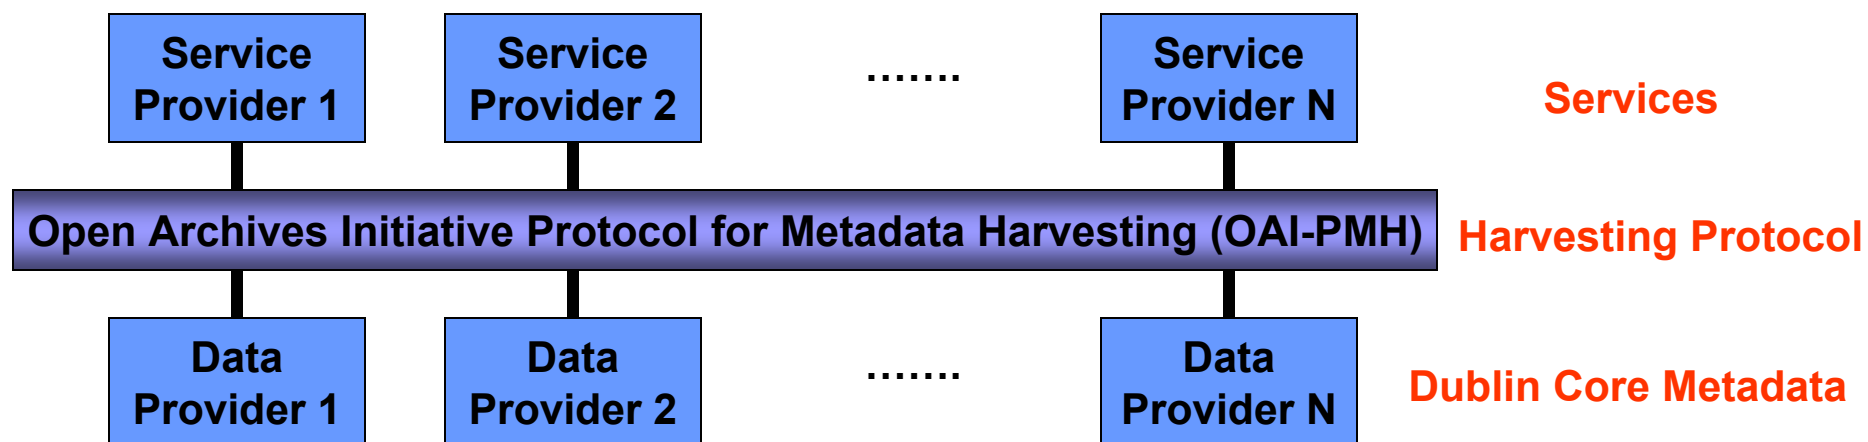 Service
Provider 1
Service
Provider 2
.......
Service
Provider N
Services
Open Archives Initiative Protocol for Metadata Harvesting (OAI-PMH)
Harvesting Protocol
Data
Provider 1
Data
Provider 2
.......
Data
Provider N
Dublin Core Metadata